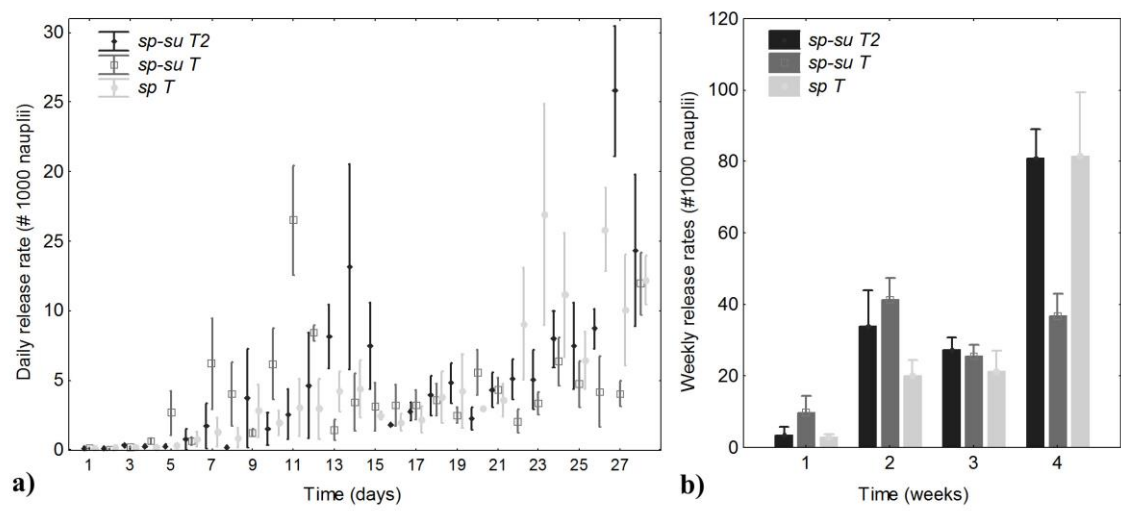 30
25
20
25
10
5
0
Daily release rate (# 1000 nauplii)
sp-su T2
sp-su T
sp T
1 3 5 7 9 11 13 15 17 19 21 23 25 27
Time (days)
a)
120
100
80
60
40
20
0
Weekly release rates (#1000 nauplii)
sp-su T2
sp-su T
sp T
1 2 3 4
Time (weeks)
b)